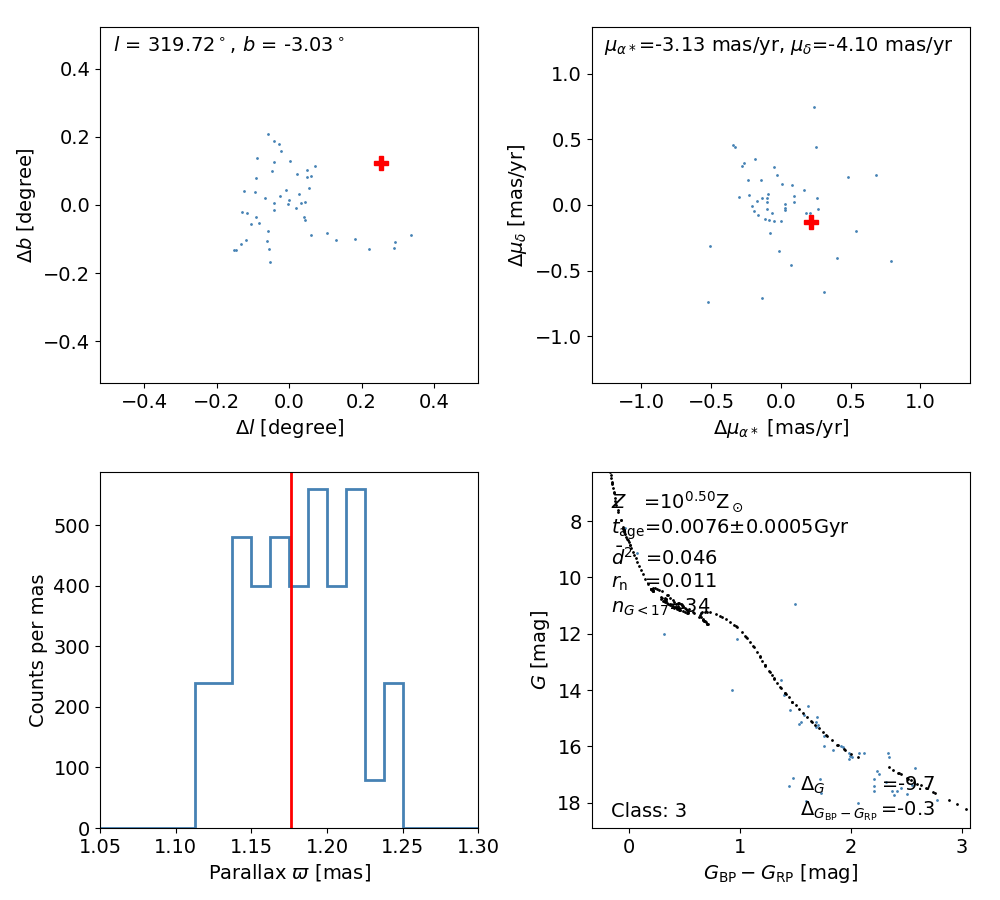 l = 319.72°, b = -3.03°
0.4
0.2
0.0
−0.2
−0.4
Δb [degree]
−0.4 −0.2 0.0 0.2 0.4
Δl [degree]
μα*=-3.13 mas/yr, μδ=-4.10 mas/yr
1.0
0.5
0.0
−0.5
−1.0
Δμδ [mas/yr]
−1.0 −0.5 0.0 0.5 1.0
Δμα* [mas/yr]
500
400
300
200
100
0
Counts per mas
1.05 1.10 1.15 1.20 1.25 1.30
Parallax ϖ [mas]
Z =10^0.50 Z⊙
tage=0.0076±0.0005Gyr
d̄² =0.046
rn =0.011
nG<17=34
8
10
12
14
16
18
G [mag]
ΔG =-9.7
ΔGBP−GRP=-0.3
Class: 3
0 1 2 3
GBP − GRP [mag]